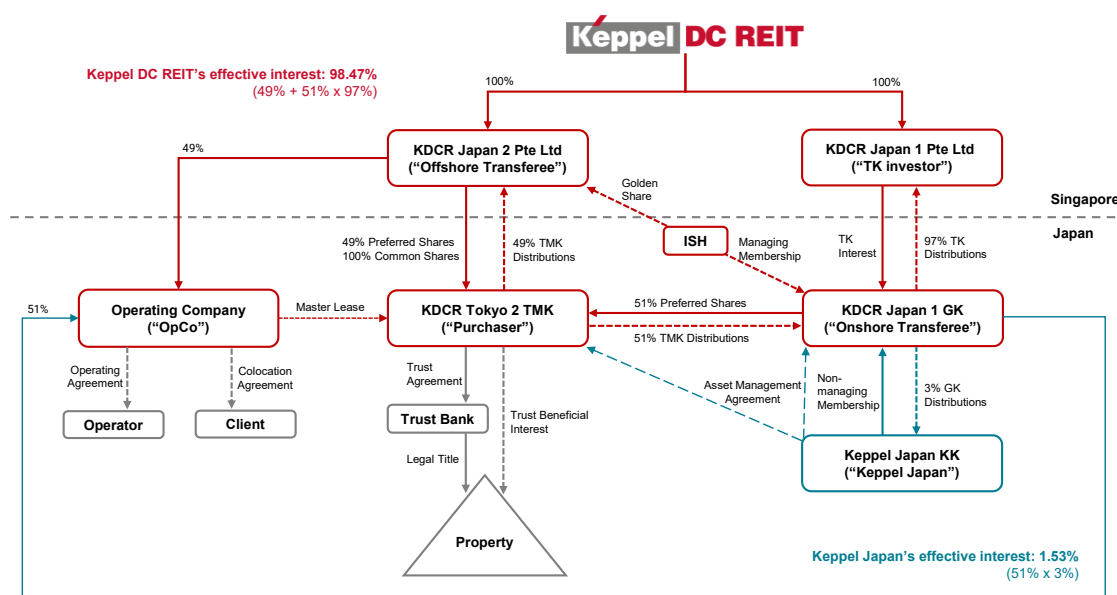 Keppel DC REIT
Keppel DC REIT's effective interest: 98.47%
(49% + 51% x 97%)
100%
100%
KDCR Japan 2 Pte Ltd
("Offshore Transferee")
KDCR Japan 1 Pte Ltd
("TK investor")
49%
Golden
Share
Singapore
Japan
49% Preferred Shares
100% Common Shares
49% TMK
Distributions
ISH
Managing
Membership
TK
Interest
97% TK
Distributions
51%
Operating Company
("OpCo")
Master Lease
KDCR Tokyo 2 TMK
("Purchaser")
51% Preferred Shares
51% TMK Distributions
KDCR Japan 1 GK
("Onshore Transferee")
Operating
Agreement
Colocation
Agreement
Trust
Agreement
Trust Beneficial
Interest
Asset Management
Agreement
Non-
managing
Membership
3% GK
Distributions
Operator
Client
Trust Bank
Legal Title
Keppel Japan KK
("Keppel Japan")
Property
Keppel Japan's effective interest: 1.53%
(51% x 3%)